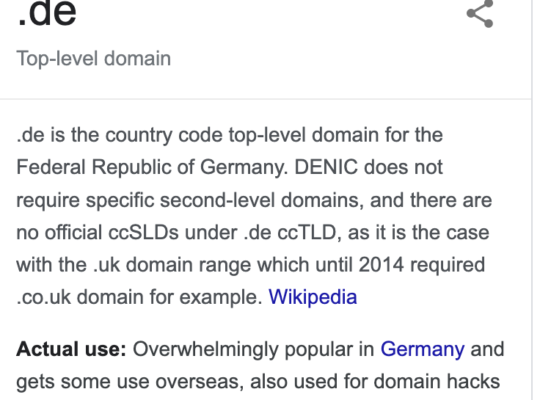 .de
Top-level domain
.de is the country code top-level domain for the
Federal Republic of Germany. DENIC does not
require specific second-level domains, and there are
no official ccSLDs under .de ccTLD, as it is the case
with the .uk domain range which until 2014 required
.co.uk domain for example. Wikipedia
Actual use: Overwhelmingly popular in Germany and
gets some use overseas, also used for domain hacks